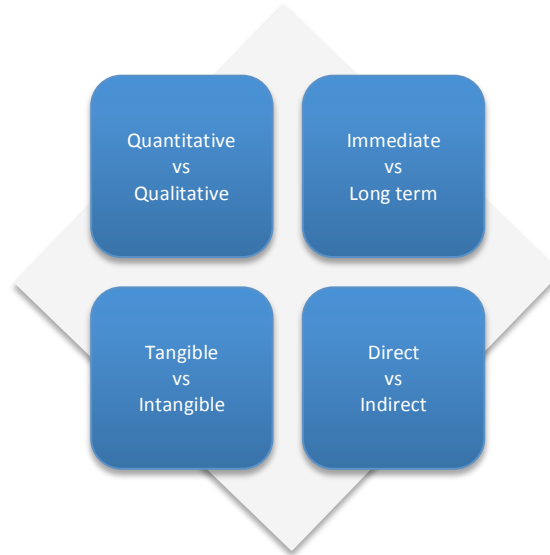 Quantitative
vs
Qualitative
Immediate
vs
Long term
Tangible
vs
Intangible
Direct
vs
Indirect